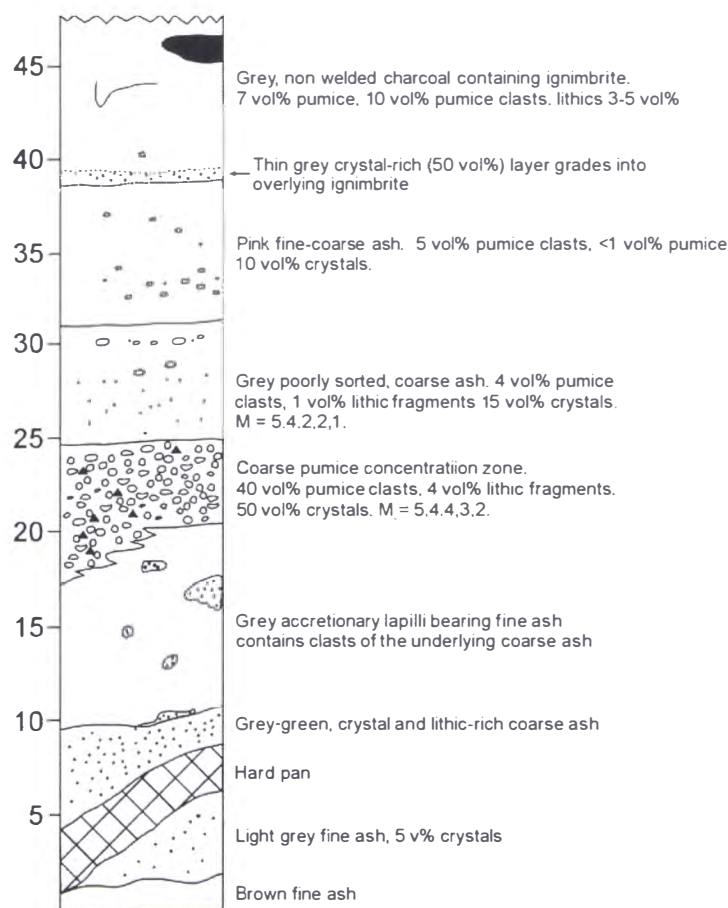 45
Grey, non welded charcoal containing ignimbrite.
7 vol% pumice, 10 vol% pumice clasts. lithics 3-5 vol%
40
Thin grey crystal-rich (50 vol%) layer grades into
overlying ignimbrite
35
Pink fine-coarse ash. 5 vol% pumice clasts, <1 vol% pumice
10 vol% crystals.
30
Grey poorly sorted, coarse ash. 4 vol% pumice
clasts, 1 vol% lithic fragments 15 vol% crystals.
M = 5.4.2,2,1.
25
Coarse pumice concentratiion zone.
40 vol% pumice clasts, 4 vol% lithic fragments.
50 vol% crystals. M = 5,4.4,3,2.
20
15
Grey accretionary lapilli bearing fine ash
contains clasts of the underlying coarse ash
10
Grey-green, crystal and lithic-rich coarse ash
Hard pan
5
Light grey fine ash, 5 v% crystals
Brown fine ash